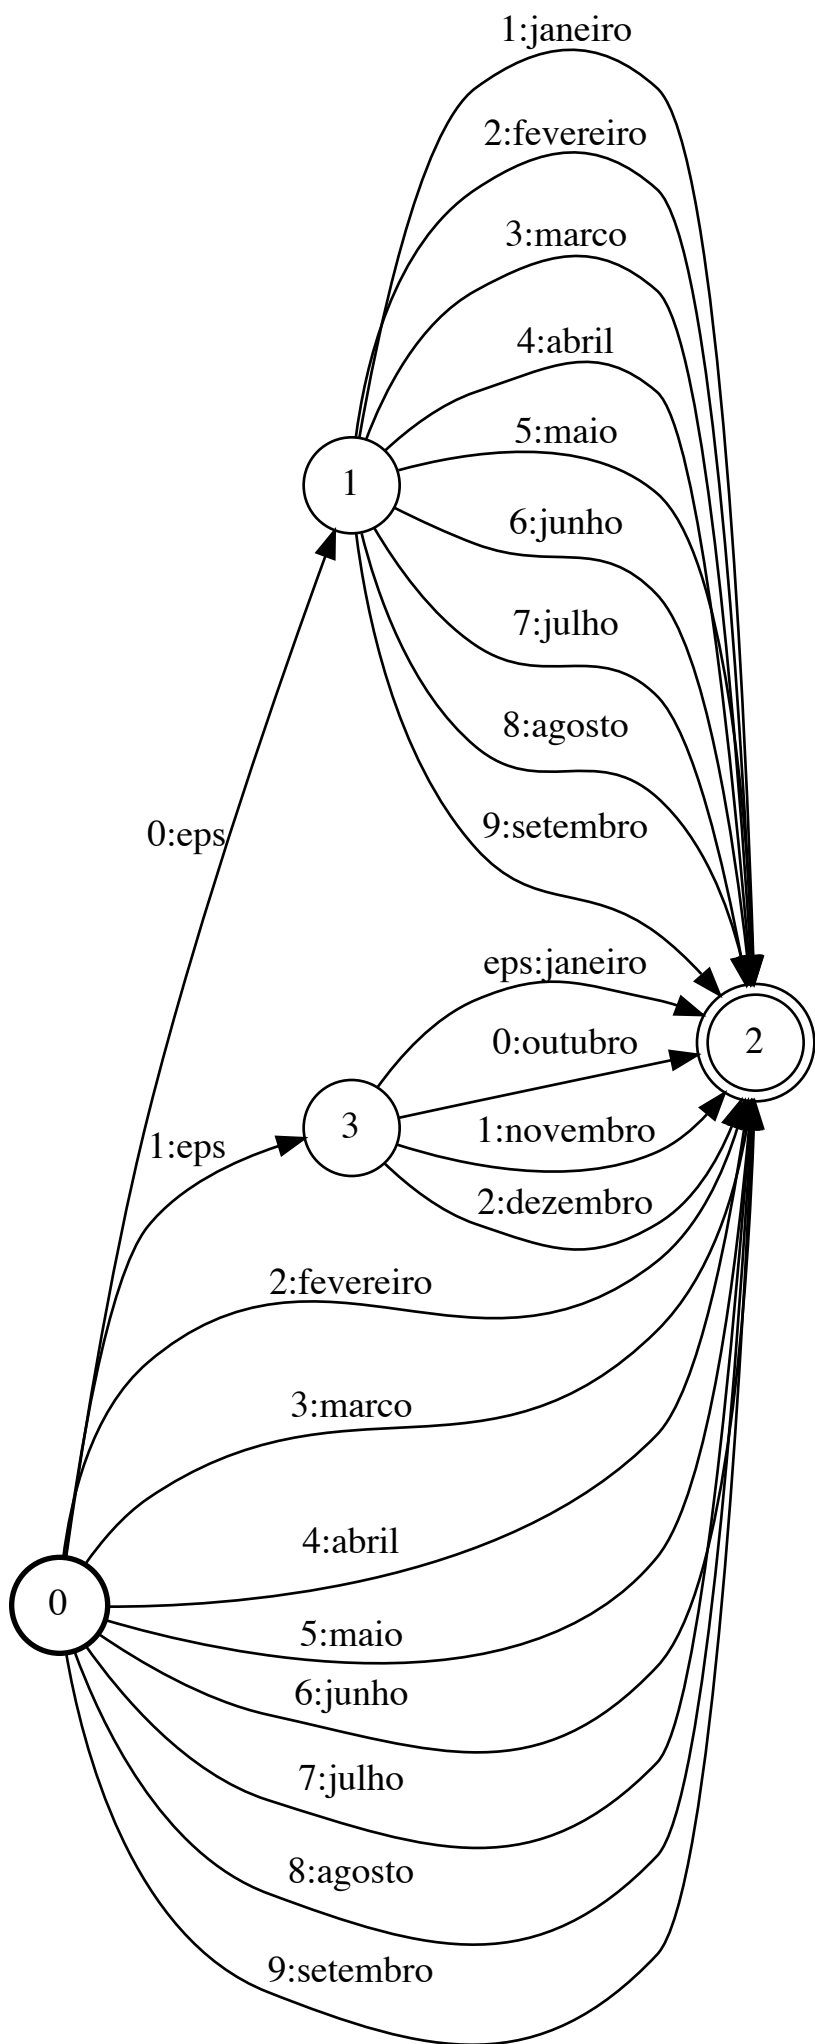 1:janeiro
2:fevereiro
3:marco
4:abril
5:maio
1
6:junho
7:julho
8:agosto
9:setembro
0:eps
eps:janeiro
0:outubro
2
3
1:novembro
1:eps
2:dezembro
2:fevereiro
3:marco
4:abril
0
5:maio
6:junho
7:julho
8:agosto
9:setembro